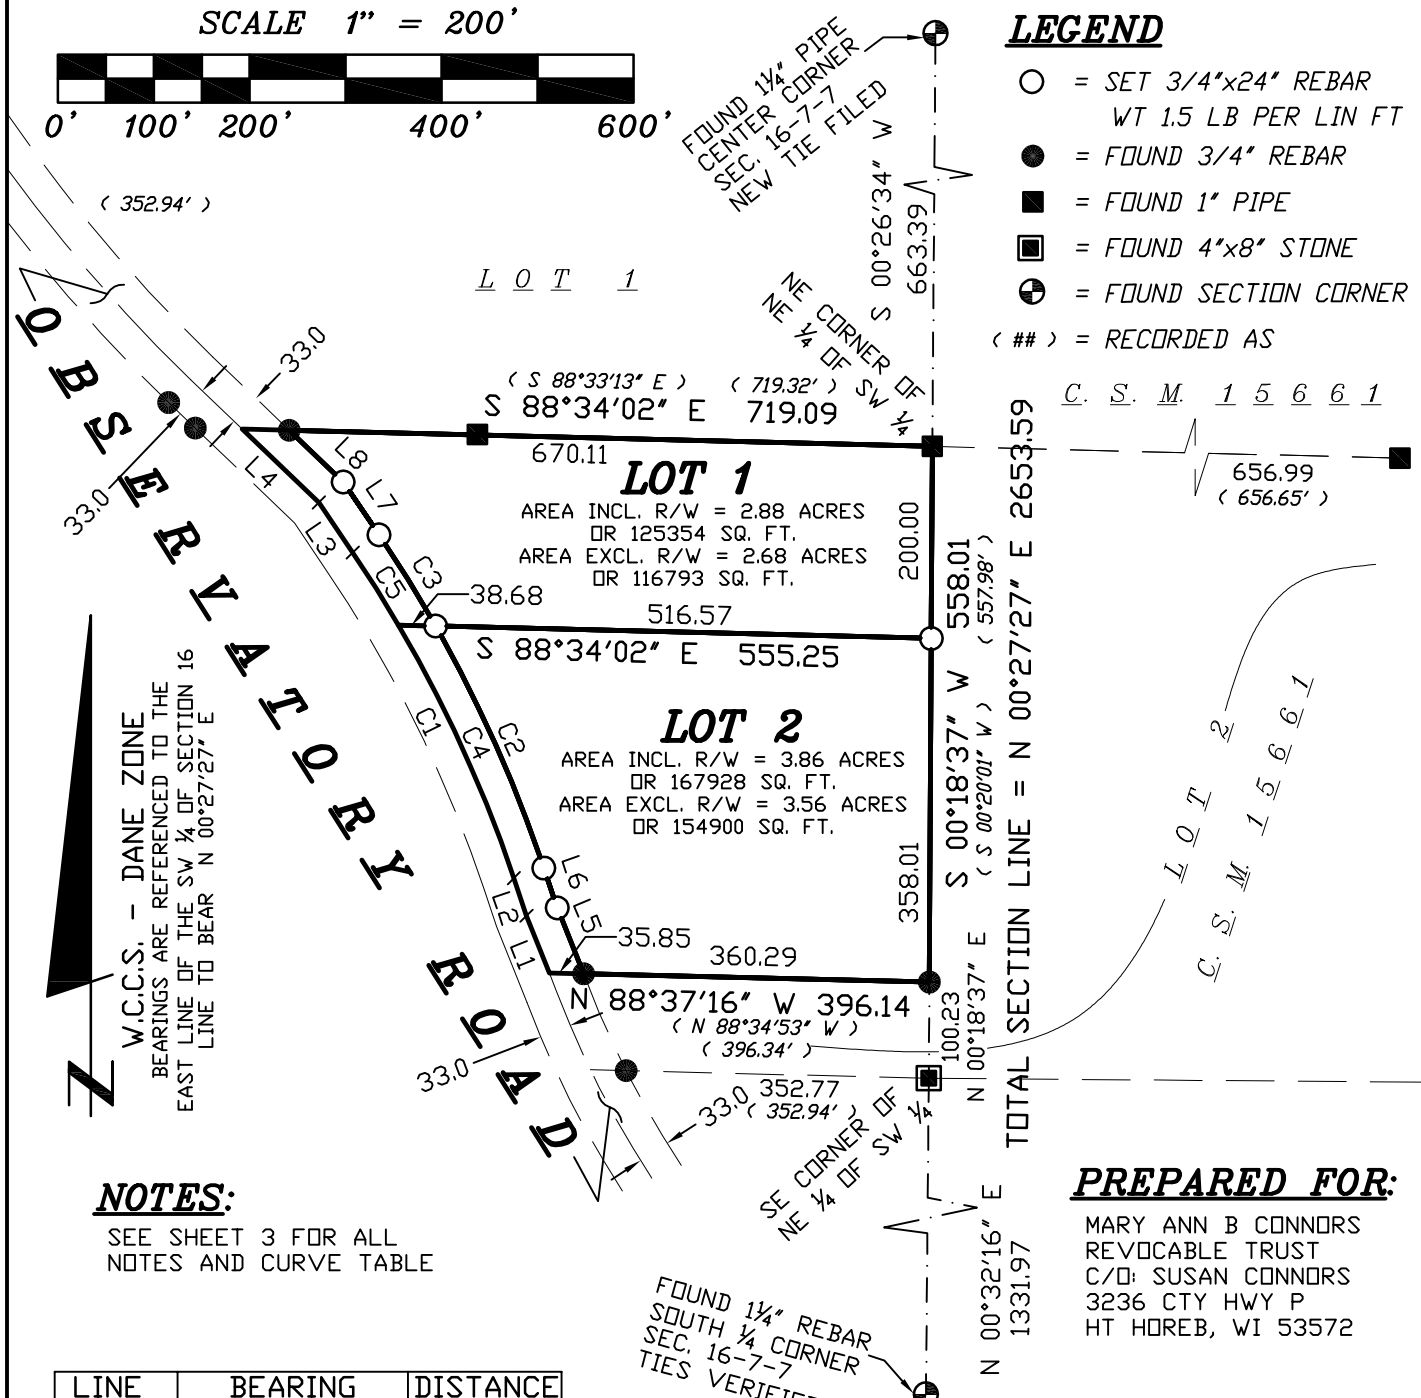 SCALE 1" = 200'
0' 100' 200' 400' 600'
( 352.94' )
LOT 1
FOUND 1¼" PIPE
CENTER CORNER
SEC. 16-7-7
NEW TIE FILED
S 00°26'34" W
663.39
LEGEND
= SET 3/4"x24" REBAR
WT 1.5 LB PER LIN FT
= FOUND 3/4" REBAR
= FOUND 1" PIPE
= FOUND 4"x8" STONE
= FOUND SECTION CORNER
( ## ) = RECORDED AS
NE CORNER OF
NE ¼ OF SW ¼
C. S. M. 15661
656.99
( 656.65' )
33.0
33.0
OBSERVATORY ROAD
( S 88°33'13" E ) ( 719.32' )
S 88°34'02" E 719.09
670.11
LOT 1
AREA INCL. R/W = 2.88 ACRES
OR 125354 SQ. FT.
AREA EXCL. R/W = 2.68 ACRES
OR 116793 SQ. FT.
L8
L7
L4
L3
C5
C3
38.68
516.57
S 88°34'02" E 555.25
200.00
S 00°18'37" W 558.01
( S 00°20'01" W ) ( 557.98' )
TOTAL SECTION LINE = N 00°27'27" E 2653.59
LOT 2
AREA INCL. R/W = 3.86 ACRES
OR 167928 SQ. FT.
AREA EXCL. R/W = 3.56 ACRES
OR 154900 SQ. FT.
C1
C4
C2
358.01
LOT 2
C. S. M. 15661
L6
L5
L2
L1
35.85
360.29
N 88°37'16" W 396.14
( N 88°34'53" W )
( 396.34' )
100.23
N 00°18'37" E
33.0
33.0
352.77
( 352.94' )
SE CORNER OF
NE ¼ OF SW ¼
W.C.C.S. - DANE ZONE
BEARINGS ARE REFERENCED TO THE
EAST LINE OF THE SW ¼ OF SECTION 16
LINE TO BEAR N 00°27'27" E
N
NOTES:
SEE SHEET 3 FOR ALL
NOTES AND CURVE TABLE
N 00°32'16" E
1331.97
PREPARED FOR:
MARY ANN B CONNORS
REVOCABLE TRUST
C/O: SUSAN CONNORS
3236 CTY HWY P
HT HOREB, WI 53572
FOUND 1¼" REBAR
SOUTH ¼ CORNER
SEC. 16-7-7
TIES VERIFIED
LINE BEARING DISTANCE